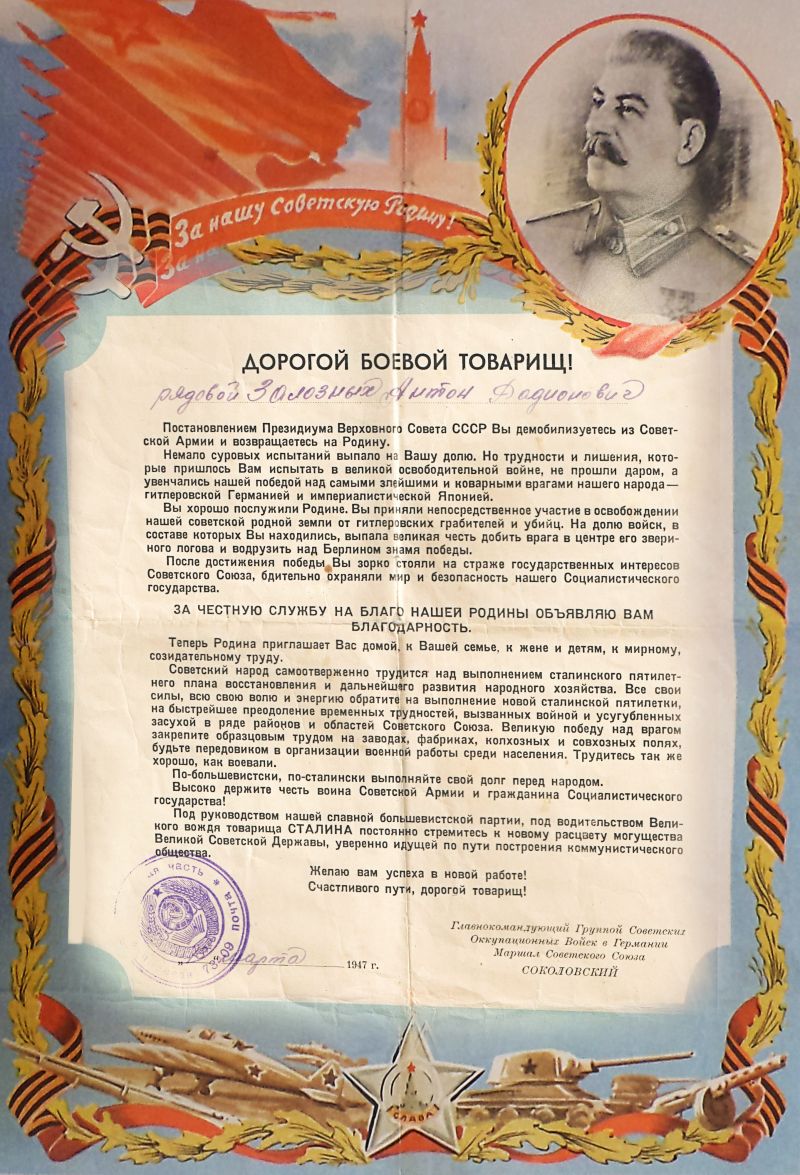 За нашу Советскую Родину!
За на
ДОРОГОЙ БОЕВОЙ ТОВАРИЩ!
рядовой Залозных Антон Родионович
Постановлением Президиума Верховного Совета СССР Вы демобилизуетесь из Совет-
ской Армии и возвращаетесь на Родину.
Немало суровых испытаний выпало на Вашу долю. Но трудности и лишения, кото-
рые пришлось Вам испытать в великой освободительной войне, не прошли даром, а
увенчались нашей победой над самыми злейшими и коварными врагами нашего народа—
гитлеровской Германией и империалистической Японией.
Вы хорошо послужили Родине. Вы приняли непосредственное участие в освобождении
нашей советской родной земли от гитлеровских грабителей и убийц. На долю войск, в
составе которых Вы находились, выпала великая честь добить врага в центре его звери-
ного логова и водрузить над Берлином знамя победы.
После достижения победы Вы зорко стояли на страже государственных интересов
Советского Союза, бдительно охраняли мир и безопасность нашего Социалистического
государства.
ЗА ЧЕСТНУЮ СЛУЖБУ НА БЛАГО НАШЕЙ РОДИНЫ ОБЪЯВЛЯЮ ВАМ
БЛАГОДАРНОСТЬ.
Теперь Родина приглашает Вас домой, к Вашей семье, к жене и детям, к мирному,
созидательному труду.
Советский народ самоотверженно трудится над выполнением сталинского пятилет-
него плана восстановления и дальнейшего развития народного хозяйства. Все свои
силы, всю свою волю и энергию обратите на выполнение новой сталинской пятилетки,
на быстрейшее преодоление временных трудностей, вызванных войной и усугубленных
засухой в ряде районов и областей Советского Союза. Великую победу над врагом
закрепите образцовым трудом на заводах, фабриках, колхозных и совхозных полях,
будьте передовиком в организации военной работы среди населения. Трудитесь так же
хорошо, как воевали.
По-большевистски, по-сталински выполняйте свой долг перед народом.
Высоко держите честь воина Советской Армии и гражданина Социалистического
государства!
Под руководством нашей славной большевистской партии, под водительством Вели-
кого вождя товарища СТАЛИНА постоянно стремитесь к новому расцвету могущества
Великой Советской Державы, уверенно идущей по пути построения коммунистического
общества.
Желаю вам успеха в новой работе!
Счастливого пути, дорогой товарищ!
часть * почта 73509
марта 1947 г.
Главнокомандующий Группой Советских
Оккупационных Войск в Германии
Маршал Советского Союза
СОКОЛОВСКИЙ
СЛАВА